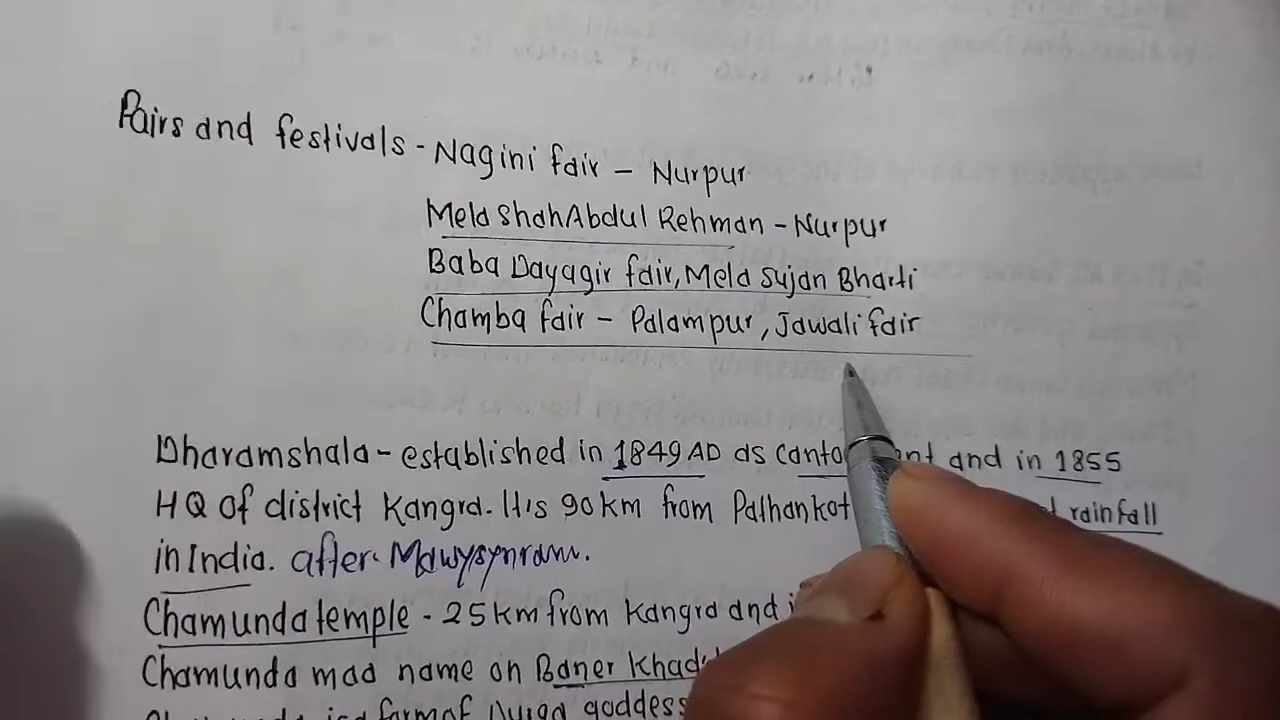 Fairs and festivals - Nagini fair - Nurpur
Mela Shah Abdul Rehman - Nurpur
Baba Dayagir fair, Mela Sujan Bharti
Chamba fair - Palampur, Jawali fair
Dharamshala - established in 1849 AD as and in 1855
HQ of district Kangra. It is 90 km from Pathankot rainfall
in India. after. Mawysynram.
Chamunda temple - 25 km from Kangra and
Chamunda maa name on Baner Khad
goddess